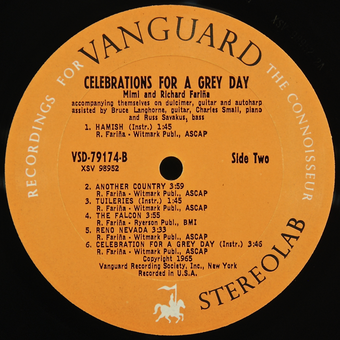 RECORDINGS FOR VANGUARD THE CONNOISSEUR
CELEBRATIONS FOR A GREY DAY
Mimi and Richard Fariña
accompanying themselves on dulcimer, guitar and autoharp
assisted by Bruce Langhorne, guitar, Charles Small, piano
and Russ Savakus, bass
1. HAMISH (Instr.) 1:45
R. Fariña - Witmark Publ., ASCAP
VSD-79174-B Side Two
XSV 98952
2. ANOTHER COUNTRY 3:59
R. Fariña - Witmark Publ., ASCAP
3. TUILERIES (Instr.) 1:45
R. Fariña - Witmark Publ., ASCAP
4. THE FALCON 3:55
R. Fariña - Ryerson Publ., BMI
5. RENO NEVADA 3:33
R. Fariña - Witmark Publ., ASCAP
6. CELEBRATION FOR A GREY DAY (Instr.) 3:46
R. Fariña - Witmark Publ., ASCAP
Copyright 1965
Vanguard Recording Society, Inc., New York
Recorded in U.S.A.
STEREOLAB